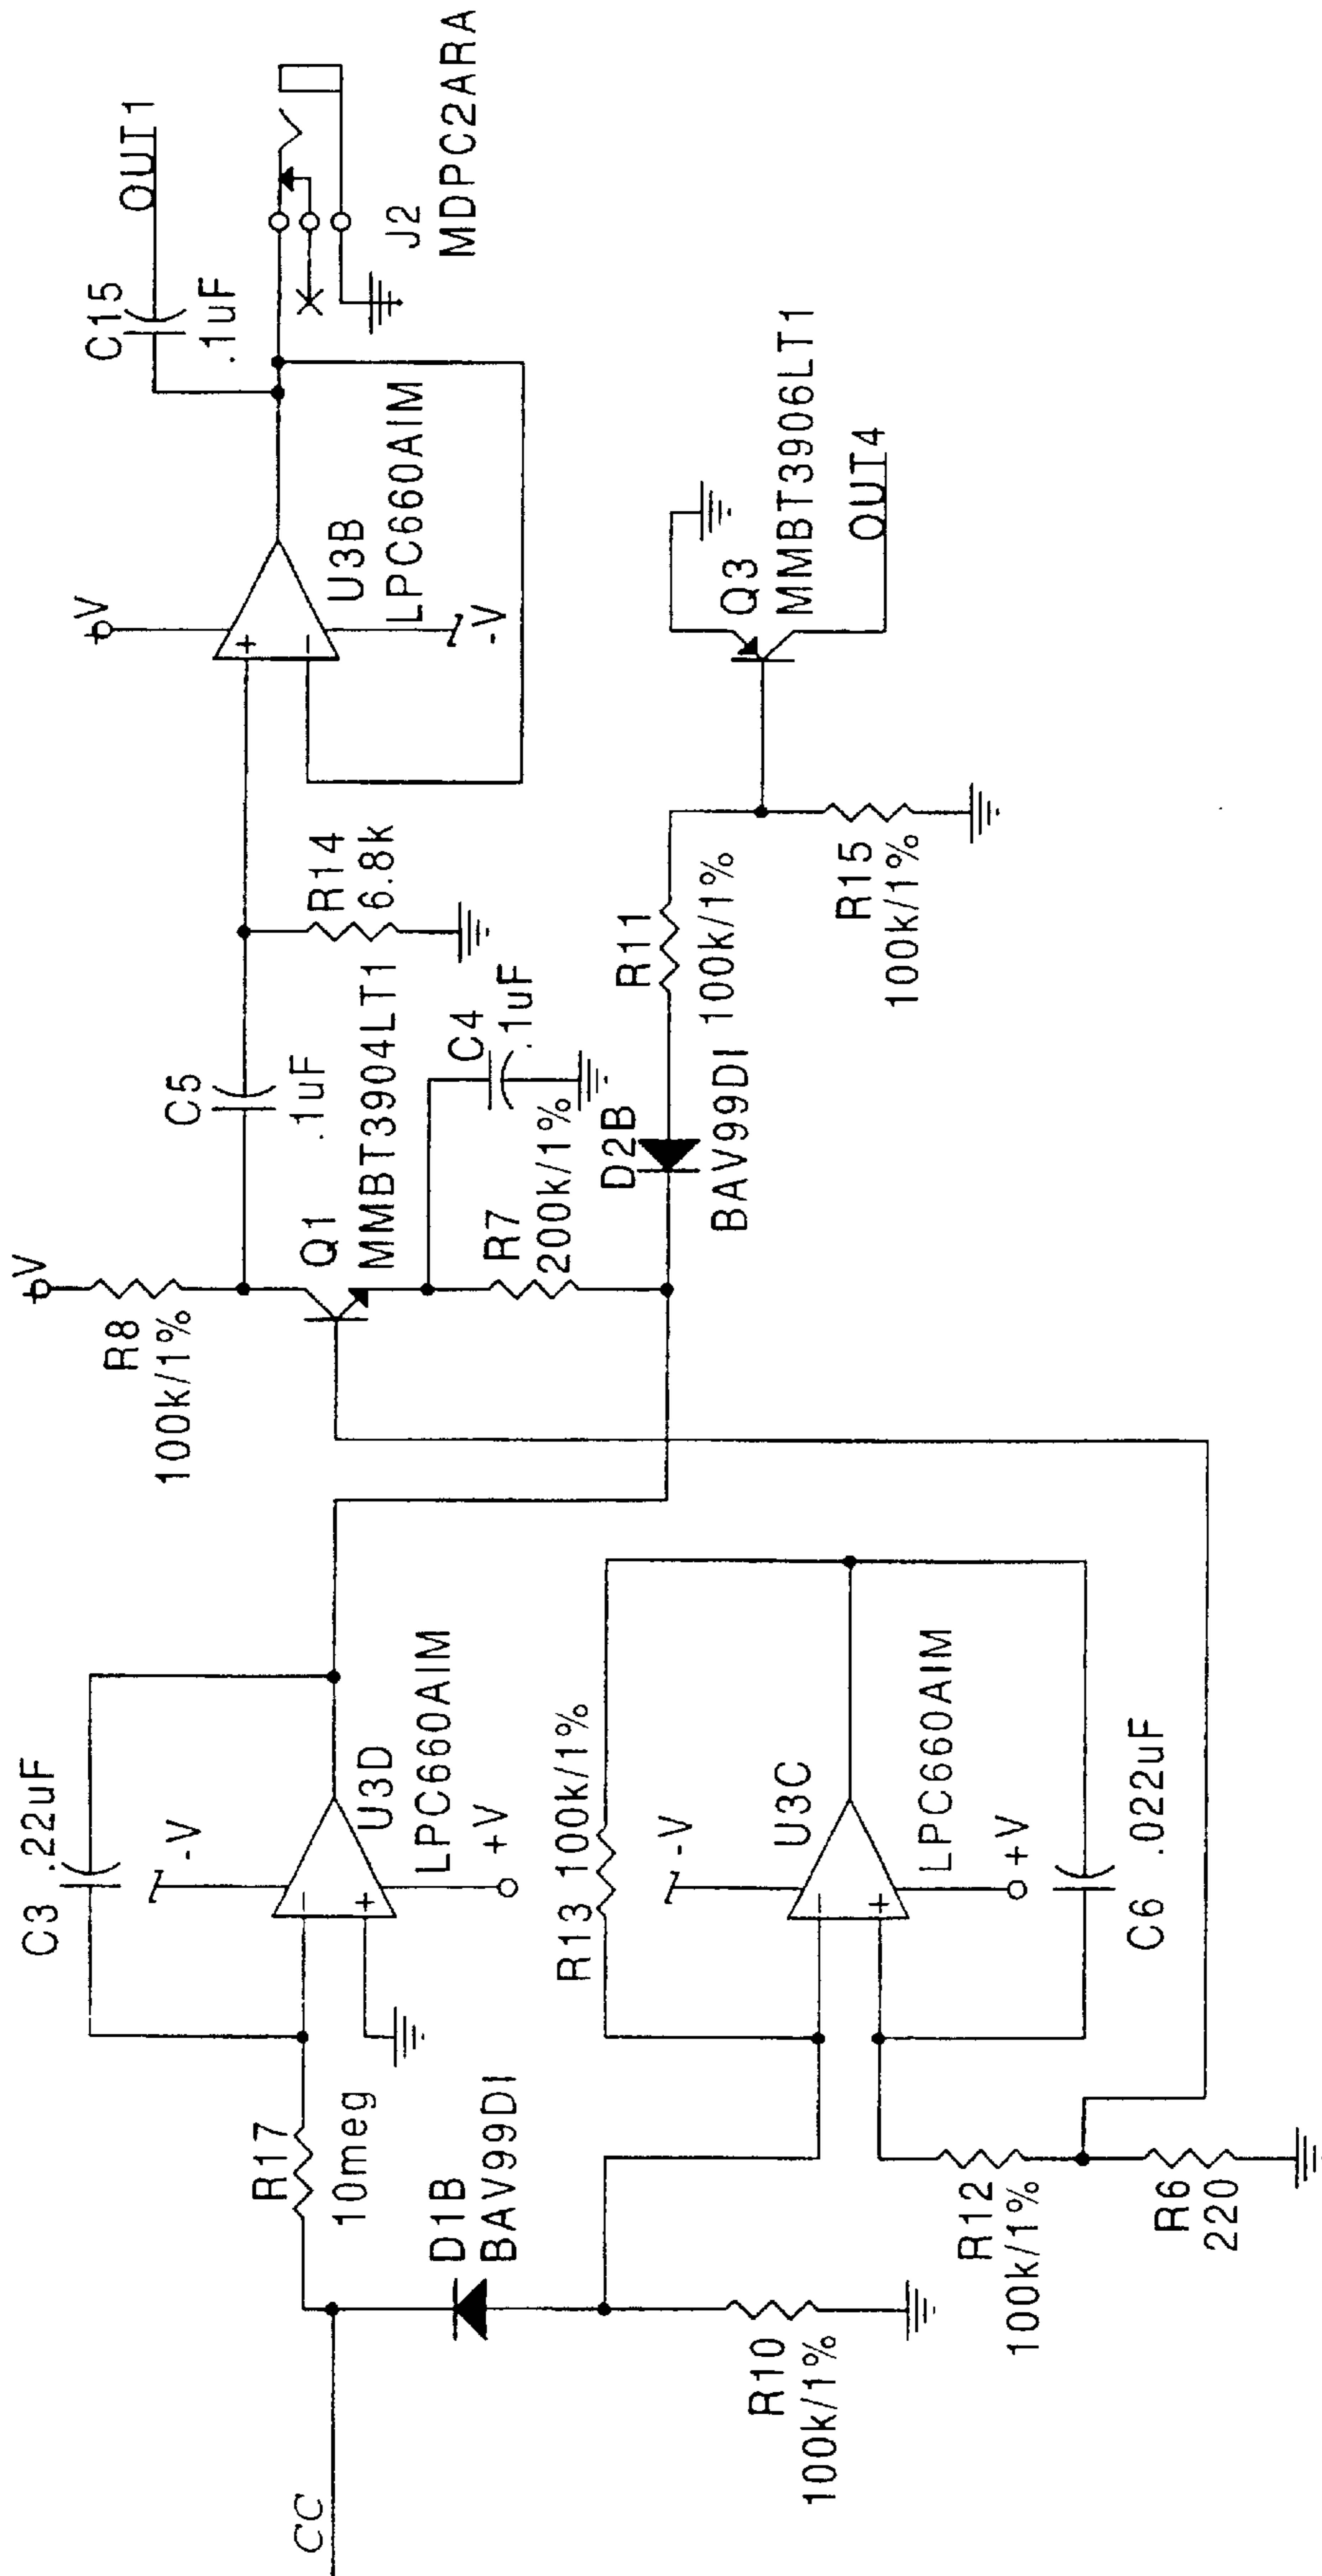 CC
R17
10meg
D1B
BAV99DI
R10
100k/1%
C3 .22uF
-V
U3D
LPC660AIM
+V
-
+
R13 100k/1%
-V
U3C
LPC660AIM
+V
-
+
C6 .022uF
R12
100k/1%
R6
220
+V
R8
100k/1%
Q1
MMBT3904LT1
C4
.1uF
R7
200k/1%
D2B
BAV99DI
C5
.1uF
R14
6.8k
R11
100k/1%
R15
100k/1%
+V
+
-
U3B
LPC660AIM
-V
Q3
MMBT3906LT1
OUT4
C15
.1uF
OUT1
J2
MDPC2ARA